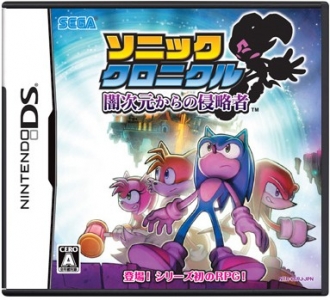 SEGA
ソニック
クロニクル
闇次元からの侵略者
TM
NINTENDO DS
CERO
A
登場！シリーズ初のRPG！